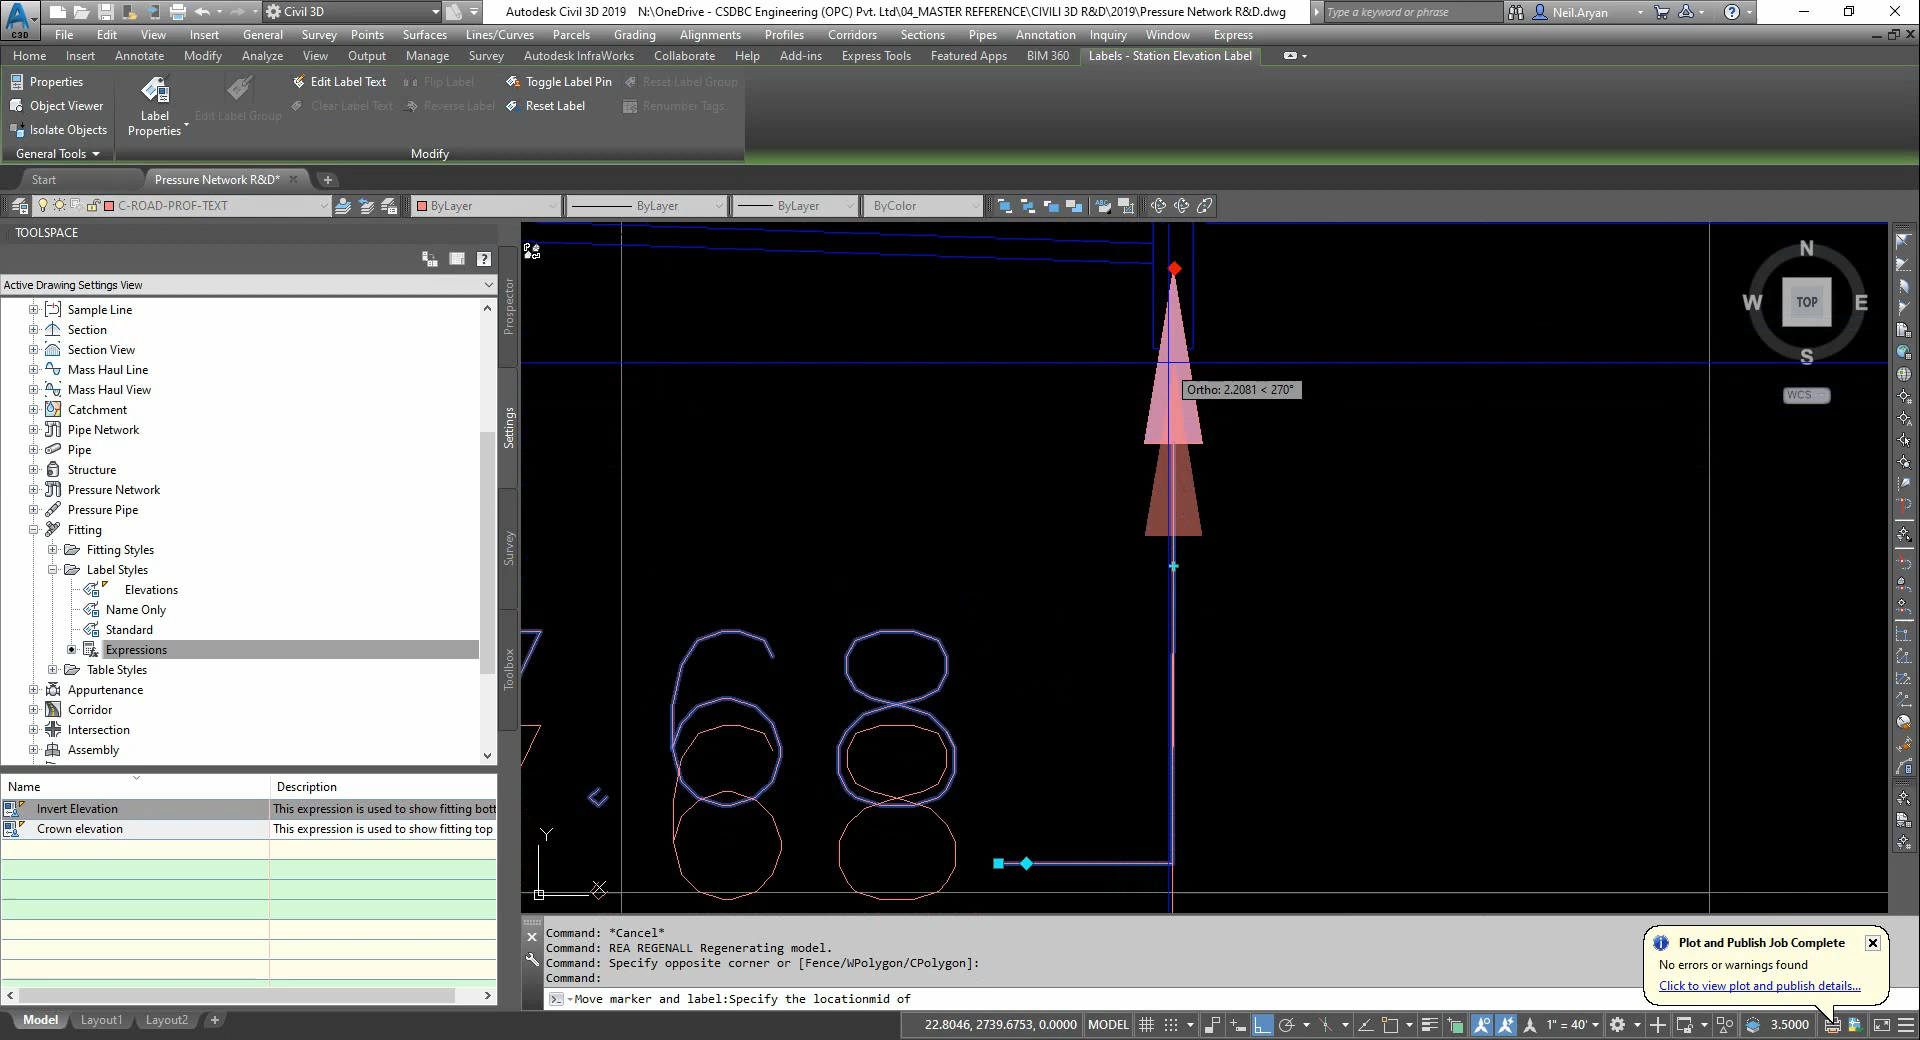 Civil 3D
Autodesk Civil 3D 2019   N:\OneDrive - CSDBC Engineering (OPC) Pvt. Ltd\04_MASTER REFERENCE\CIVILI 3D R&D\2019\Pressure Network R&D.dwg
Type a keyword or phrase
Neil.Aryan
C3D
File Edit View Insert General Survey Points Surfaces Lines/Curves Parcels Grading Alignments Profiles Corridors Sections Pipes Annotation Inquiry Window Express
Home Insert Annotate Modify Analyze View Output Manage Survey Autodesk InfraWorks Collaborate Help Add-ins Express Tools Featured Apps BIM 360 Labels - Station Elevation Label
Properties
Object Viewer
Isolate Objects
General Tools
Label
Properties
Edit Label Group
Edit Label Text
Clear Label Text
Flip Label
Reverse Label
Toggle Label Pin
Reset Label
Reset Label Group
Renumber Tags
Modify
Start
Pressure Network R&D*
C-ROAD-PROF-TEXT
ByLayer
ByLayer
ByLayer
ByColor
TOOLSPACE
Active Drawing Settings View
Sample Line
Section
Section View
Mass Haul Line
Mass Haul View
Catchment
Pipe Network
Pipe
Structure
Pressure Network
Pressure Pipe
Fitting
Fitting Styles
Label Styles
Elevations
Name Only
Standard
Expressions
Table Styles
Appurtenance
Corridor
Intersection
Assembly
Prospector
Settings
Survey
Toolbox
Name Description
Invert Elevation This expression is used to show fitting bott
Crown elevation This expression is used to show fitting top
N
W TOP E
S
WCS
Ortho: 2.2081 < 270°
68
Y
X
Command: *Cancel*
Command: REA REGENALL Regenerating model.
Command: Specify opposite corner or [Fence/WPolygon/CPolygon]:
Command:
Move marker and label:Specify the locationmid of
Plot and Publish Job Complete
No errors or warnings found
Click to view plot and publish details...
Model Layout1 Layout2 +
22.8046, 2739.6753, 0.0000 MODEL
1" = 40'
3.5000